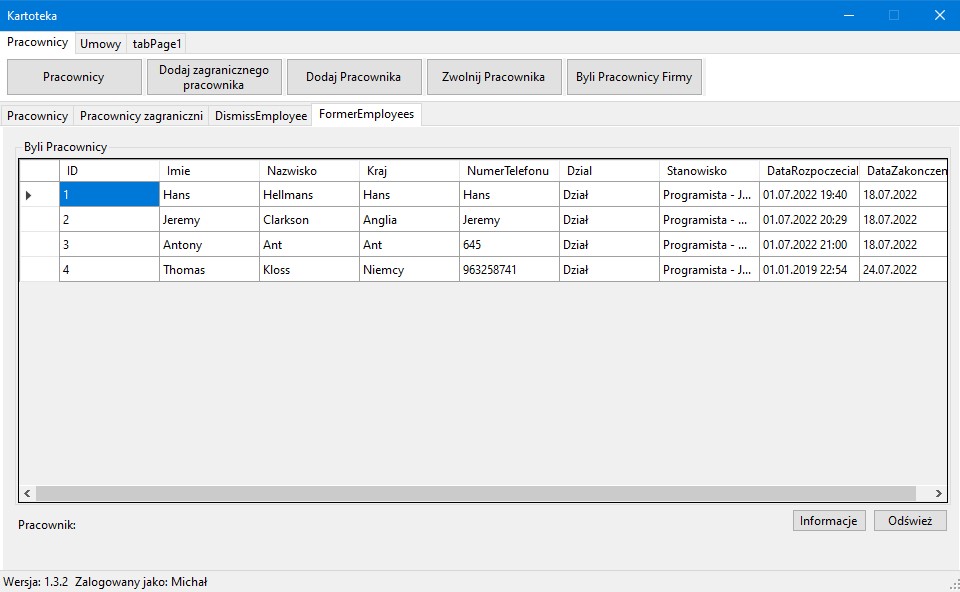 Kartoteka
Pracownicy Umowy tabPage1
Pracownicy Dodaj zagranicznego pracownika Dodaj Pracownika Zwolnij Pracownika Byli Pracownicy Firmy
Pracownicy Pracownicy zagraniczni DismissEmployee FormerEmployees
Byli Pracownicy
ID Imie Nazwisko Kraj NumerTelefonu Dzial Stanowisko DataRozpoczecial DataZakonczen
1 Hans Hellmans Hans Hans Dział Programista - J... 01.07.2022 19:40 18.07.2022
2 Jeremy Clarkson Anglia Jeremy Dział Programista - ... 01.07.2022 20:29 18.07.2022
3 Antony Ant Ant 645 Dział Programista - ... 01.07.2022 21:00 18.07.2022
4 Thomas Kloss Niemcy 963258741 Dział Programista - J... 01.01.2019 22:54 24.07.2022
Pracownik: Informacje Odśwież
Wersja: 1.3.2 Zalogowany jako: Michał